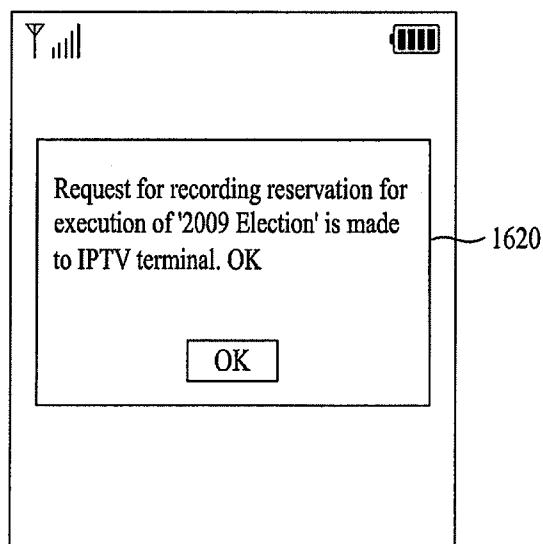 Request for recording reservation for
execution of '2009 Election' is made
to IPTV terminal. OK
1620
OK